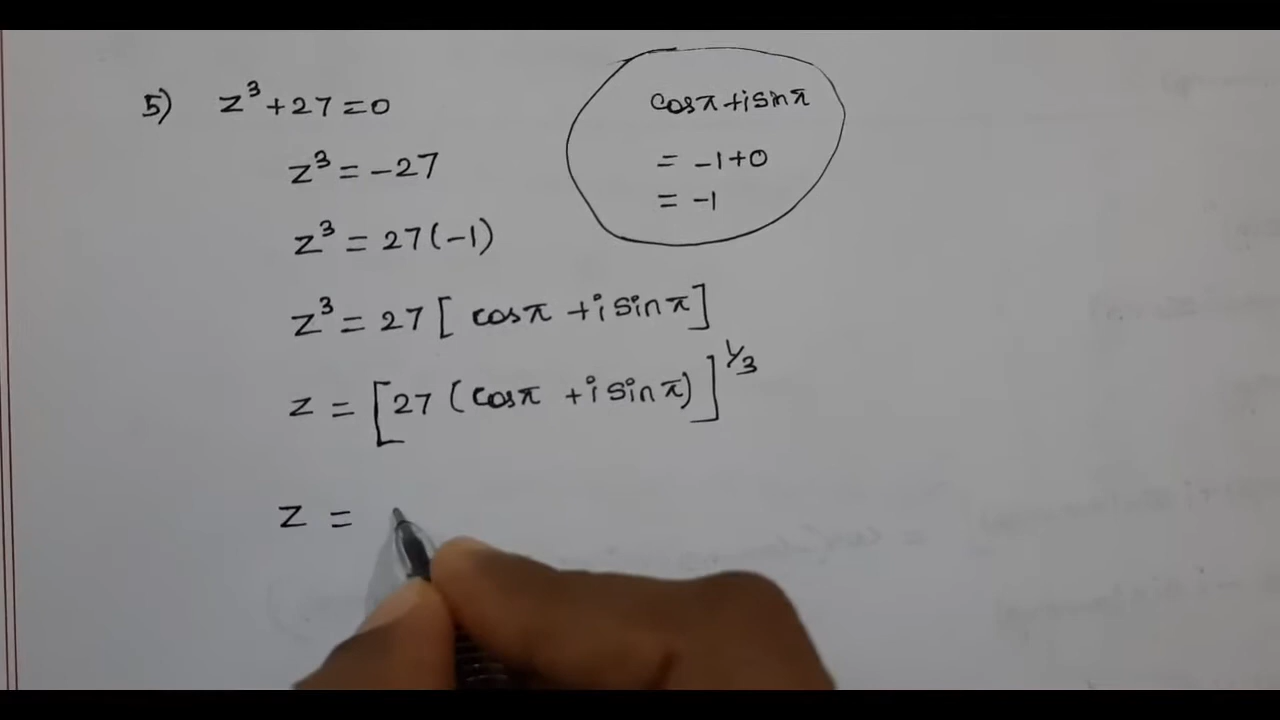 5) z³ + 27 = 0
z³ = -27
z³ = 27(-1)
z³ = 27[cosπ + i sinπ]
z = [27(cosπ + i sinπ)]^1/3
z =
cosπ + i sinπ
= -1 + 0
= -1